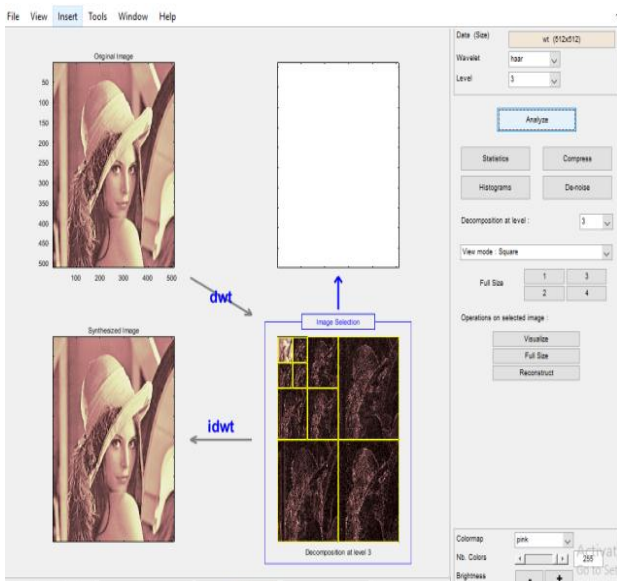 File View Insert Tools Window Help
Data (Size) wt (512x512)
Wavelet haar
Level 3
Analyze
Statistics Compress
Histograms De-noise
Decomposition at level : 3
View mode : Square
Full Size 1 3
2 4
Operations on selected image :
Visualize
Full Size
Reconstruct
Colormap pink
Nb. Colors 255
Brightness - +
Original Image
50
100
150
200
250
300
350
400
450
500
100 200 300 400 500
dwt
Image Selection
Synthesized Image
idwt
Decomposition at level 3